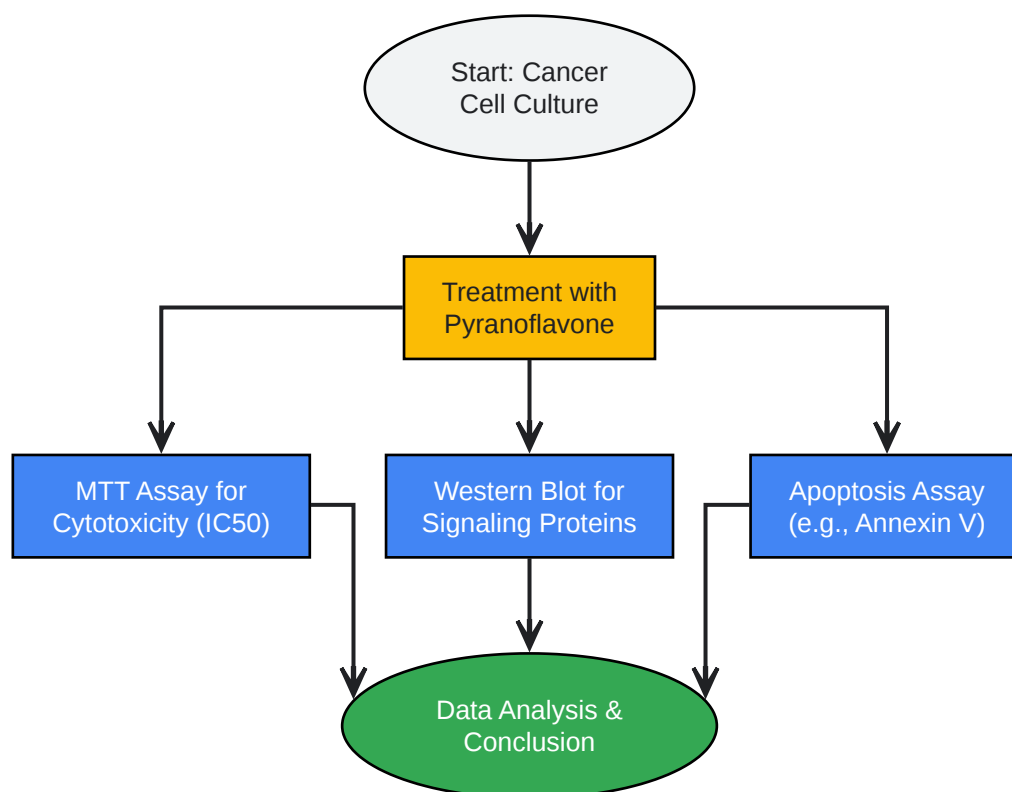 Start: Cancer
Cell Culture
Treatment with
Pyranoflavone
MTT Assay for
Cytotoxicity (IC50)
Western Blot for
Signaling Proteins
Apoptosis Assay
(e.g., Annexin V)
Data Analysis &
Conclusion